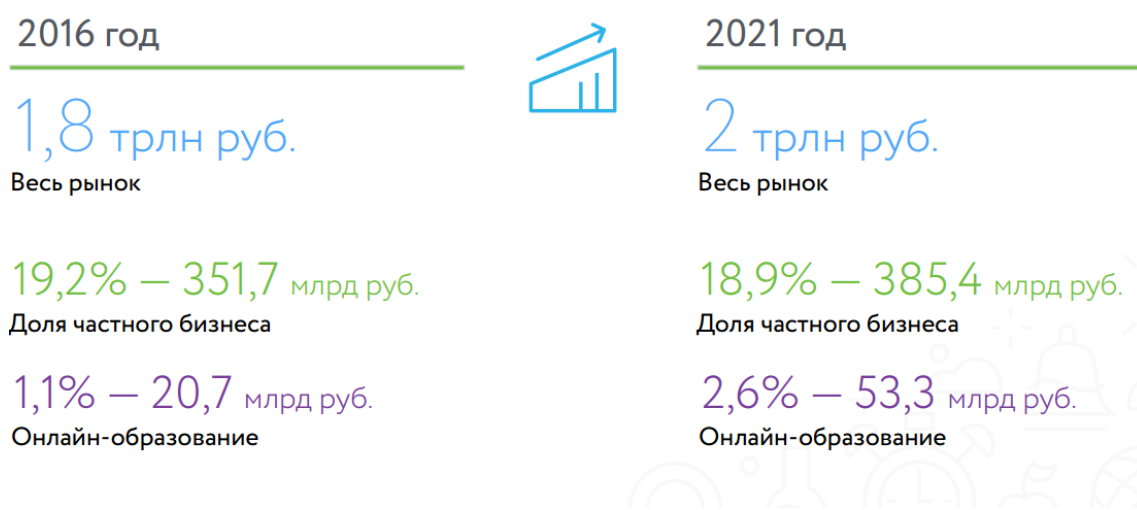 2016 год
1,8 трлн руб.
Весь рынок
19,2% — 351,7 млрд руб.
Доля частного бизнеса
1,1% — 20,7 млрд руб.
Онлайн-образование
2021 год
2 трлн руб.
Весь рынок
18,9% — 385,4 млрд руб.
Доля частного бизнеса
2,6% — 53,3 млрд руб.
Онлайн-образование